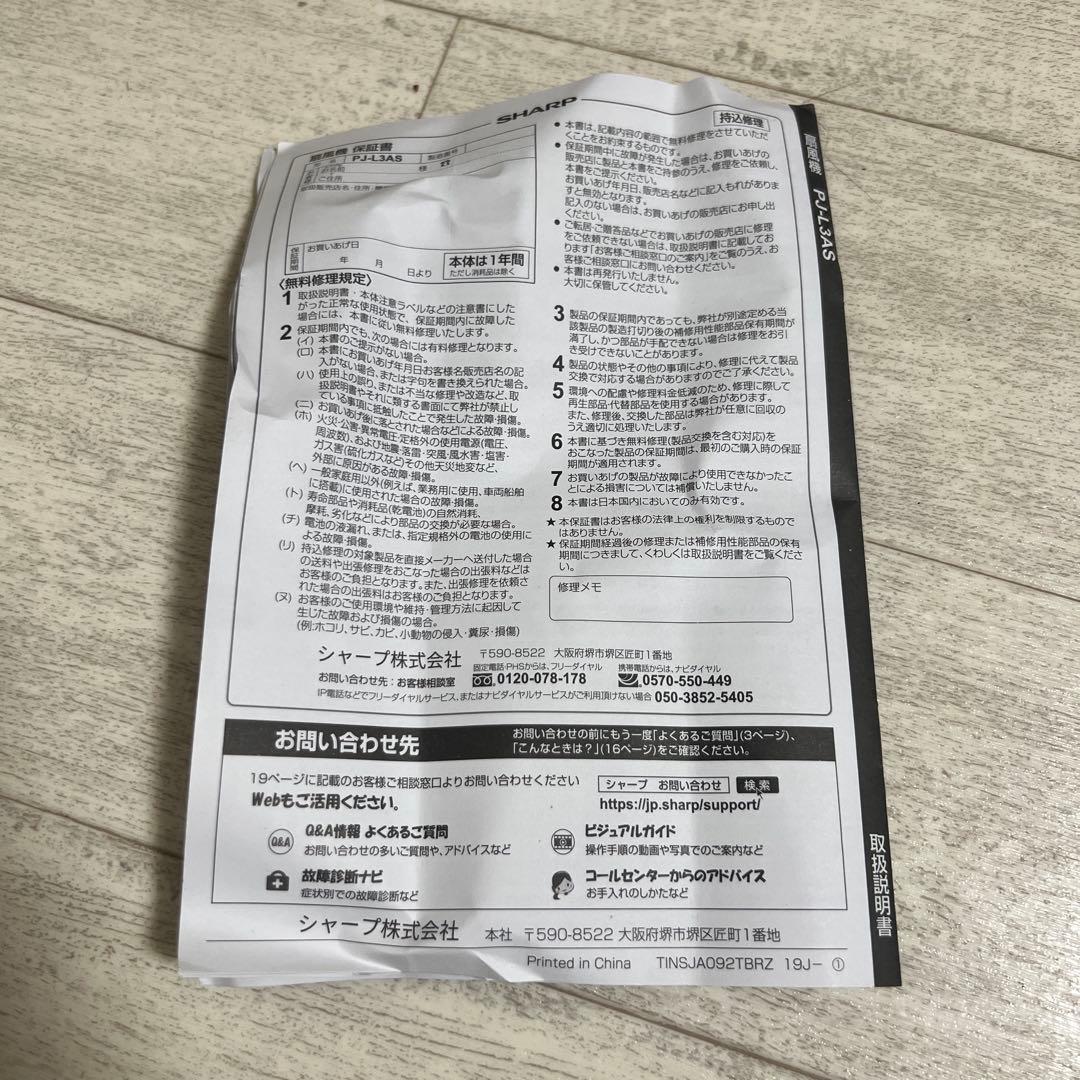 SHARP
扇風機 保証書
持込修理
PJ-L3AS
製造番号
お名前
様
☎
ご住所
お買いあげ日
保証期間
年 月 日より
本体は1年間
ただし消耗品は除く
● 本書は、記載内容の範囲で無料修理をさせていただ
くことをお約束するものです。
● 保証期間中に故障が発生した場合は、お買いあげの
販売店に製品と本書をご持参のうえ、修理をご依頼し、
本書をご提示ください。
お買いあげ年月日、販売店名などに記入もれがありま
すと無効となります。
記入のない場合は、お買いあげの販売店にお申し出
ください。
● ご転居・ご贈答品などでお買いあげの販売店に修理
をご依頼できない場合は、取扱説明書に記載してお
ります「お客様ご相談窓口のご案内」をご覧のうえ、お
客様ご相談窓口にお問い合わせください。
● 本書は再発行いたしません。
大切に保管してください。
〈無料修理規定〉
1 取扱説明書・本体注意ラベルなどの注意書にした
がった正常な使用状態で、保証期間内に故障した
場合には、本書に従い無料修理いたします。
2 保証期間内でも、次の場合には有料修理となります。
(イ) 本書のご提示がない場合。
(ロ) 本書にお買いあげ年月日お客様名販売店名の記
入がない場合、または字句を書き換えられた場合。
(ハ) 使用上の誤り、または不当な修理や改造など、取
扱説明書やそれに類する書面にて弊社が禁止し
ている事項に抵触したことで発生した故障・損傷。
(ニ) お買いあげ後に落とされた場合などによる故障・損傷。
(ホ) 火災・公害・異常電圧・定格外の使用電源(電圧、
周波数)、および地震・落雷・突風・風水害・塩害・
ガス害(硫化ガスなど)その他天災地変など、
外部に原因がある故障・損傷。
(ヘ) 一般家庭用以外(例えば、業務用に使用、車両船舶
に搭載)に使用された場合の故障・損傷。
(ト) 寿命部品や消耗品(乾電池)の自然消耗、
摩耗、劣化などにより部品の交換が必要な場合。
(チ) 電池の液漏れ、または、指定規格外の電池の使用に
よる故障・損傷。
(リ) 持込修理の対象製品を直接メーカーへ送付した場合
の送料や出張修理をおこなった場合の出張料などは
お客様のご負担となります。また、出張修理を依頼さ
れた場合の出張料はお客様のご負担となります。
(ヌ) お客様のご使用環境や維持・管理方法に起因して
生じた故障および損傷の場合。
(例:ホコリ、サビ、カビ、小動物の侵入・糞尿・損傷)
3 製品の保証期間内であっても、弊社が別途定める当
該製品の製造打切り後の補修用性能部品保有期間が
満了し、かつ部品が手配できない場合は修理をお引
き受けできないことがあります。
4 製品の状態やその他の事項により、修理に代えて製品
交換で対応する場合がありますのでご了承ください。
5 環境への配慮や修理料金低減のため、修理に際して
再生部品・代替部品を使用する場合があります。
また、修理後、交換した部品は弊社が任意に回収の
うえ適切に処理いたします。
6 本書に基づき無料修理(製品交換を含む対応)を
おこなった製品の保証期間は、最初のご購入時の保証
期間が適用されます。
7 お買いあげの製品が故障により使用できなかったこ
とによる損害については補償いたしません。
8 本書は日本国内においてのみ有効です。
★ 本保証書はお客様の法律上の権利を制限するもので
はありません。
★ 保証期間経過後の修理または補修用性能部品の保有
期間につきまして、くわしくは取扱説明書をご覧くださ
い。
修理メモ
シャープ株式会社 〒590-8522 大阪府堺市堺区匠町1番地
お問い合わせ先：お客様相談室
固定電話・PHSからは、フリーダイヤル
0120-078-178
携帯電話からは、ナビダイヤル
0570-550-449
IP電話などでフリーダイヤルサービス、またはナビダイヤルサービスがご利用頂けない場合 050-3852-5405
お問い合わせ先
お問い合わせの前にもう一度「よくあるご質問」(3ページ)、
「こんなときは？」(16ページ)をご確認ください。
19ページに記載のお客様ご相談窓口よりお問い合わせください
Webもご活用ください。
シャープ お問い合わせ 検索
https://jp.sharp/support/
Q&A
Q&A情報 よくあるご質問
お問い合わせの多いご質問や、アドバイスなど
ビジュアルガイド
操作手順の動画や写真でのご案内など
故障診断ナビ
症状別での故障診断など
コールセンターからのアドバイス
お手入れのしかたなど
シャープ株式会社 本社 〒590-8522 大阪府堺市堺区匠町1番地
Printed in China TINSJA092TBRZ 19J- ①
扇風機 PJ-L3AS
取扱説明書